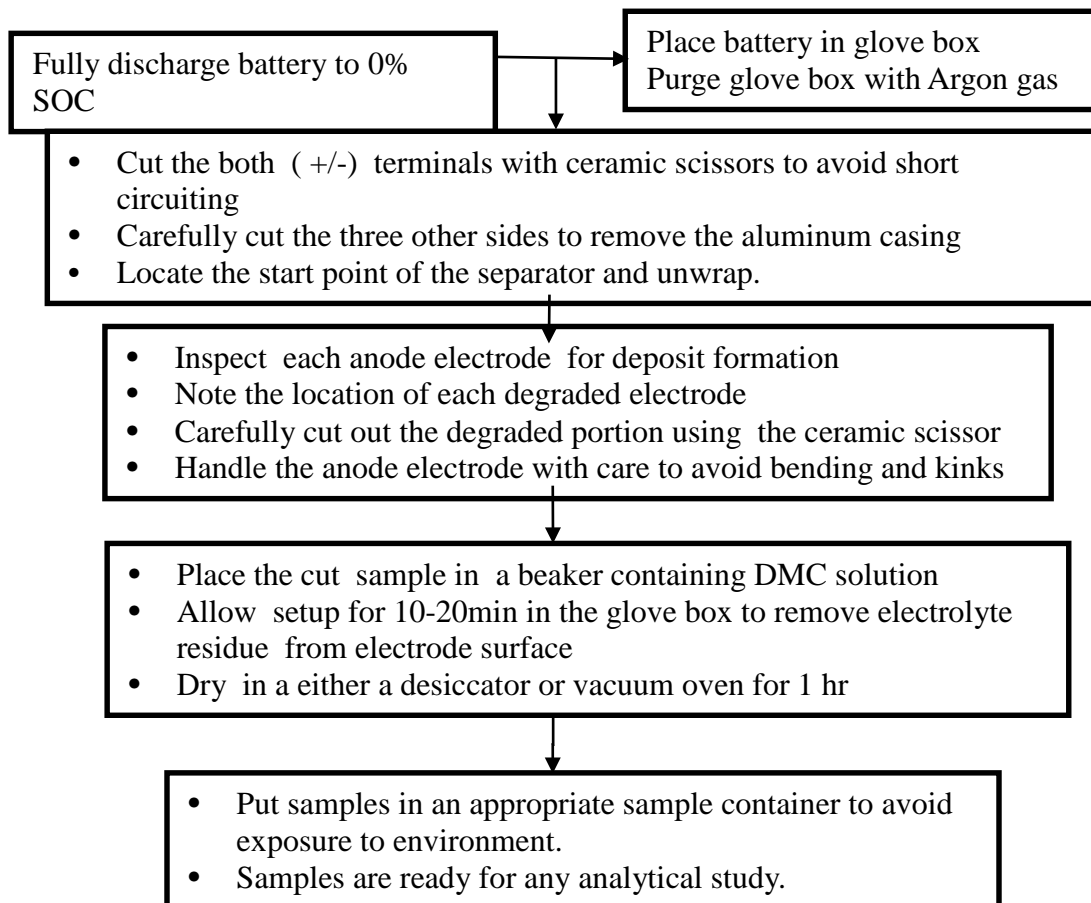 Fully discharge battery to 0%
SOC
Place battery in glove box
Purge glove box with Argon gas
• Cut the both ( +/-) terminals with ceramic scissors to avoid short
circuiting
• Carefully cut the three other sides to remove the aluminum casing
• Locate the start point of the separator and unwrap.
• Inspect each anode electrode for deposit formation
• Note the location of each degraded electrode
• Carefully cut out the degraded portion using the ceramic scissor
• Handle the anode electrode with care to avoid bending and kinks
• Place the cut sample in a beaker containing DMC solution
• Allow setup for 10-20min in the glove box to remove electrolyte
residue from electrode surface
• Dry in a either a desiccator or vacuum oven for 1 hr
• Put samples in an appropriate sample container to avoid
exposure to environment.
• Samples are ready for any analytical study.